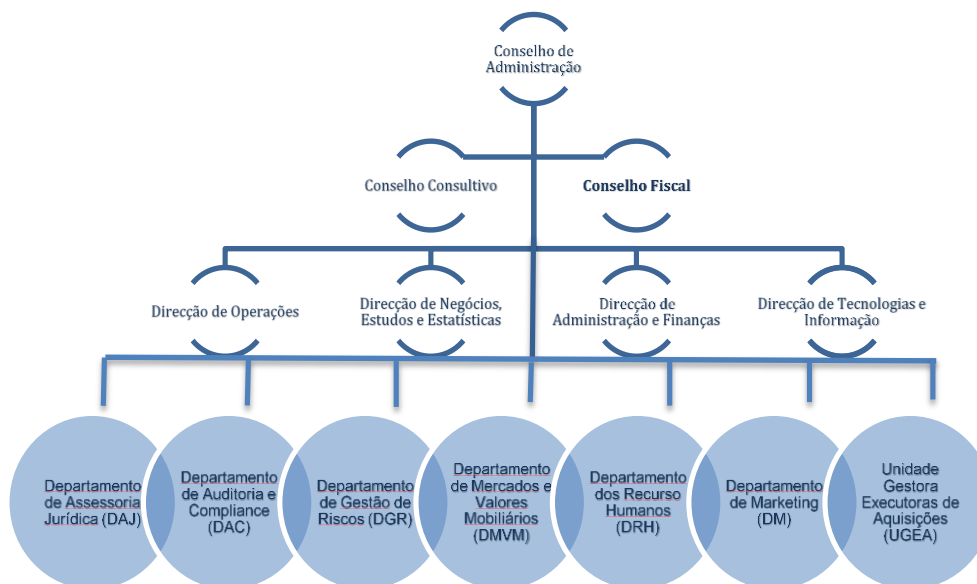 Conselho de
Administração
Conselho Consultivo
Conselho Fiscal
Direcção de Operações
Direcção de Negócios,
Estudos e Estatísticas
Direcção de
Administração e Finanças
Direcção de Tecnologias e
Informação
Departamento
de Assessoria
Jurídica (DAJ)
Departamento
de Auditoria e
Compliance
(DAC)
Departamento
de Gestão de
Riscos (DGR)
Departamento
de Mercados e
Valores
Mobiliários
(DMVM)
Departamento
dos Recurso
Humanos
(DRH)
Departamento
de Marketing
(DM)
Unidade
Gestora
Executoras de
Aquisições
(UGEA)